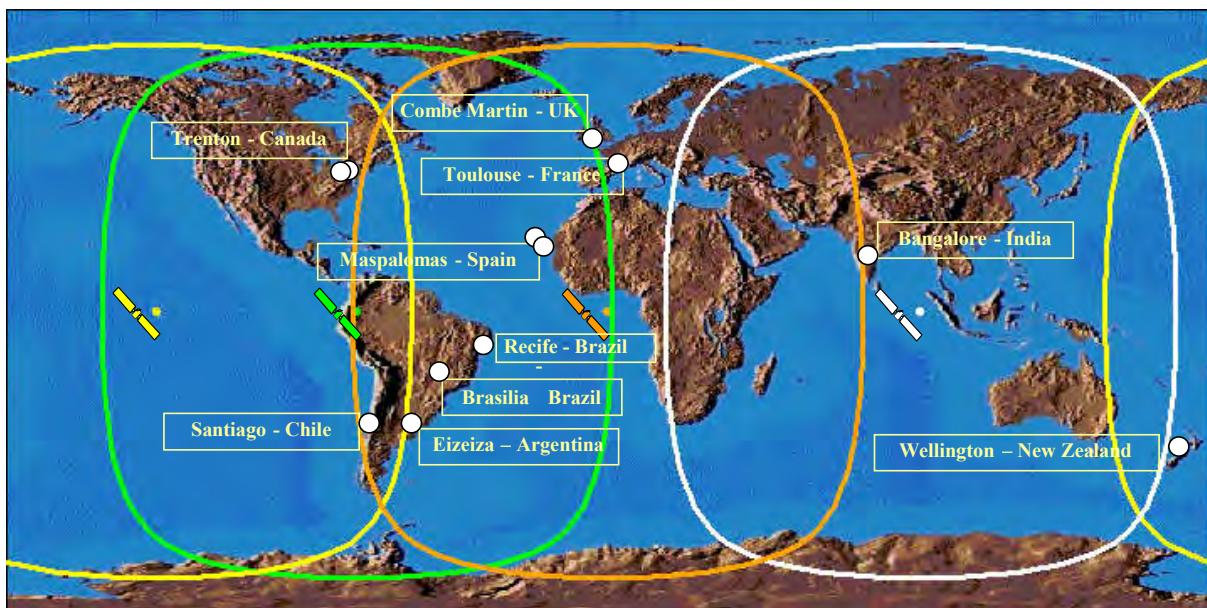 Combe Martin - UK
Trenton - Canada
Toulouse - France
Maspalomas - Spain
Bangalore - India
Recife - Brazil
-
Brasilia Brazil
Santiago - Chile
Eizeiza – Argentina
Wellington – New Zealand